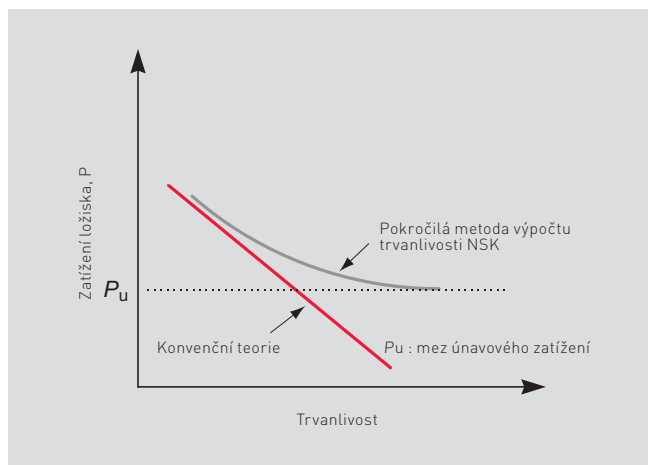 Zatížení ložiska, P
Pokročilá metoda výpočtu
trvanlivosti NSK
Pu
Konvenční teorie
Pu : mez únavového zatížení
Trvanlivost